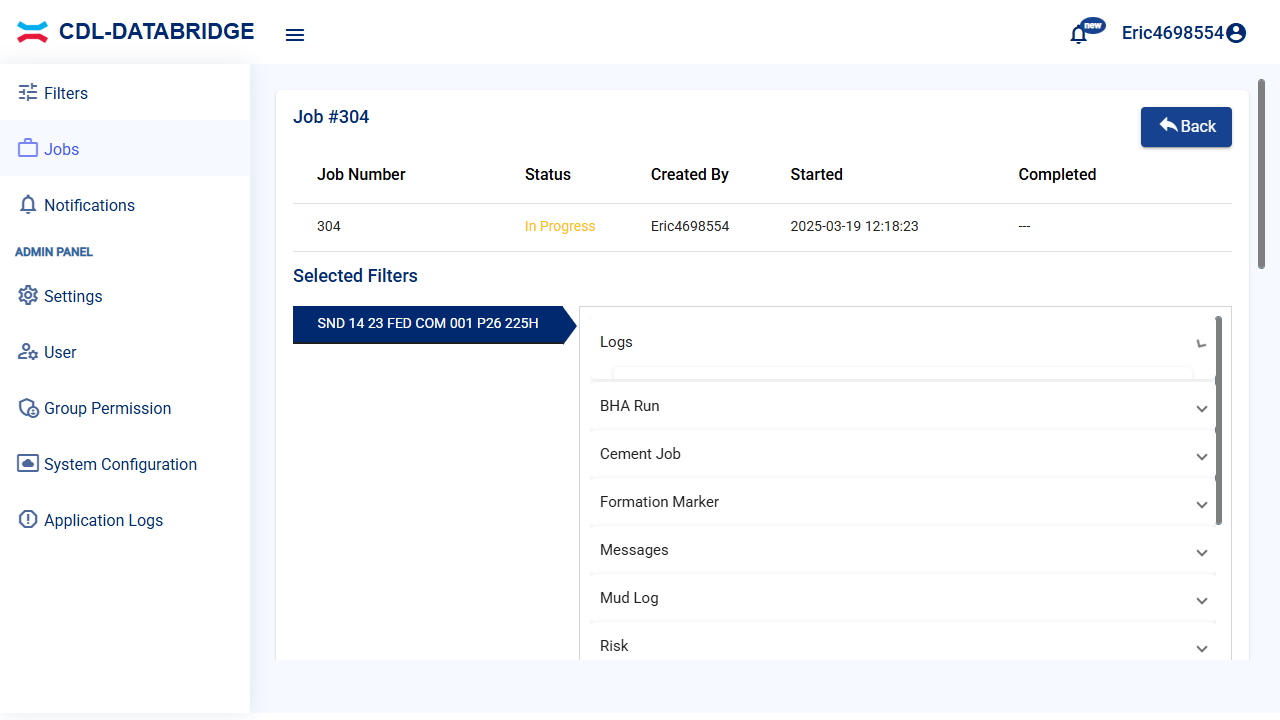 CDL-DATABRIDGE
new
Eric4698554
Filters
Jobs
Notifications
ADMIN PANEL
Settings
User
Group Permission
System Configuration
Application Logs
Job #304
Back
Job Number Status Created By Started Completed
304 In Progress Eric4698554 2025-03-19 12:18:23 ---
Selected Filters
SND 14 23 FED COM 001 P26 225H
Logs
BHA Run
Cement Job
Formation Marker
Messages
Mud Log
Risk